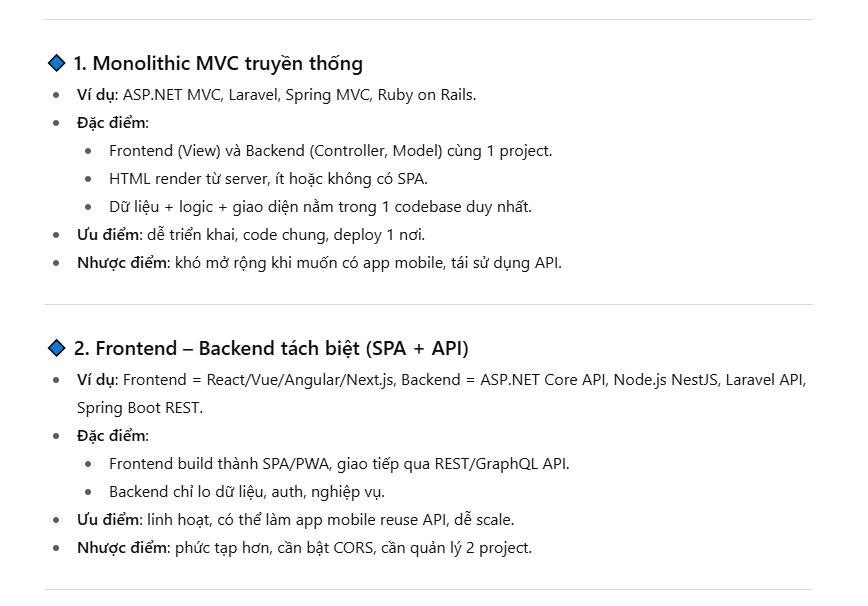 1. Monolithic MVC truyền thống
Ví dụ: ASP.NET MVC, Laravel, Spring MVC, Ruby on Rails.
Đặc điểm:
Frontend (View) và Backend (Controller, Model) cùng 1 project.
HTML render từ server, ít hoặc không có SPA.
Dữ liệu + logic + giao diện nằm trong 1 codebase duy nhất.
Ưu điểm: dễ triển khai, code chung, deploy 1 nơi.
Nhược điểm: khó mở rộng khi muốn có app mobile, tái sử dụng API.
2. Frontend – Backend tách biệt (SPA + API)
Ví dụ: Frontend = React/Vue/Angular/Next.js, Backend = ASP.NET Core API, Node.js NestJS, Laravel API,
Spring Boot REST.
Đặc điểm:
Frontend build thành SPA/PWA, giao tiếp qua REST/GraphQL API.
Backend chỉ lo dữ liệu, auth, nghiệp vụ.
Ưu điểm: linh hoạt, có thể làm app mobile reuse API, dễ scale.
Nhược điểm: phức tạp hơn, cần bật CORS, cần quản lý 2 project.